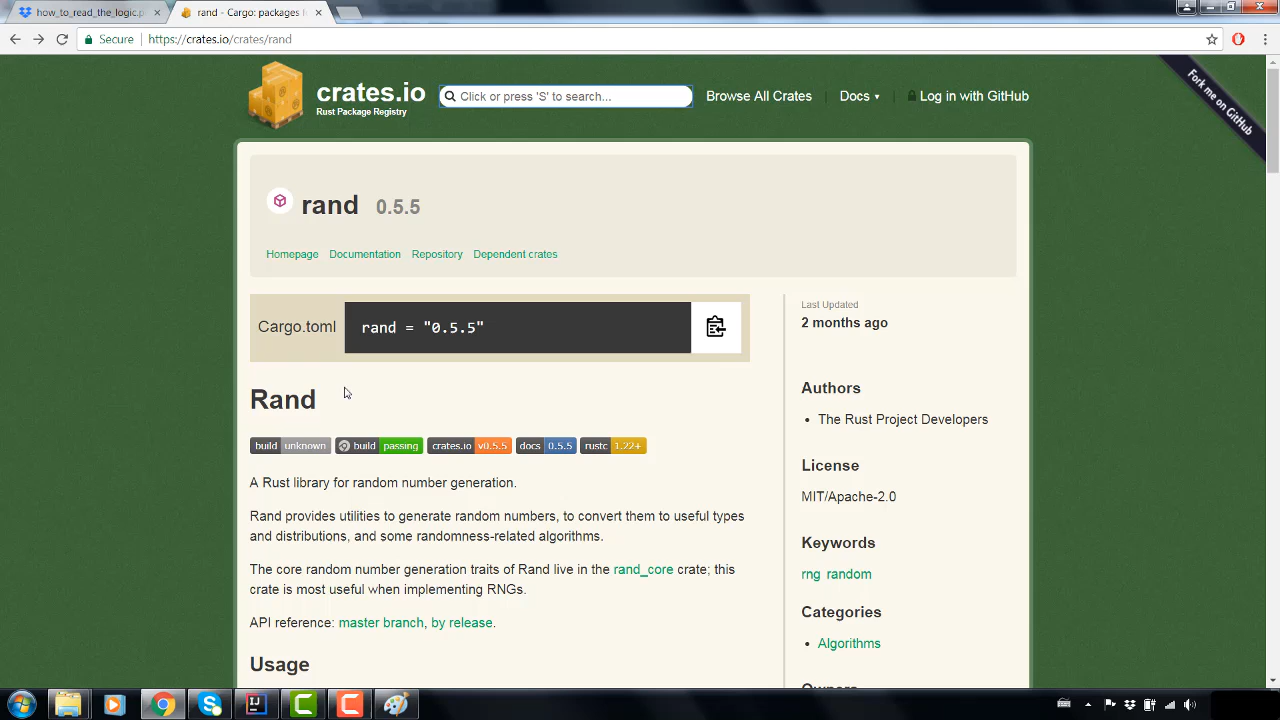 how_to_read_the_logic.p
rand - Cargo: packages
Secure https://crates.io/crates/rand
crates.io
Rust Package Registry
Click or press 'S' to search...
Browse All Crates
Docs
Log in with GitHub
Fork me on GitHub
rand 0.5.5
Homepage Documentation Repository Dependent crates
Cargo.toml rand = "0.5.5"
Last Updated
2 months ago
Rand
build unknown build passing crates.io v0.5.5 docs 0.5.5 rustc 1.22+
A Rust library for random number generation.
Rand provides utilities to generate random numbers, to convert them to useful types
and distributions, and some randomness-related algorithms.
The core random number generation traits of Rand live in the rand_core crate; this
crate is most useful when implementing RNGs.
API reference: master branch, by release.
Usage
Authors
The Rust Project Developers
License
MIT/Apache-2.0
Keywords
rng random
Categories
Algorithms